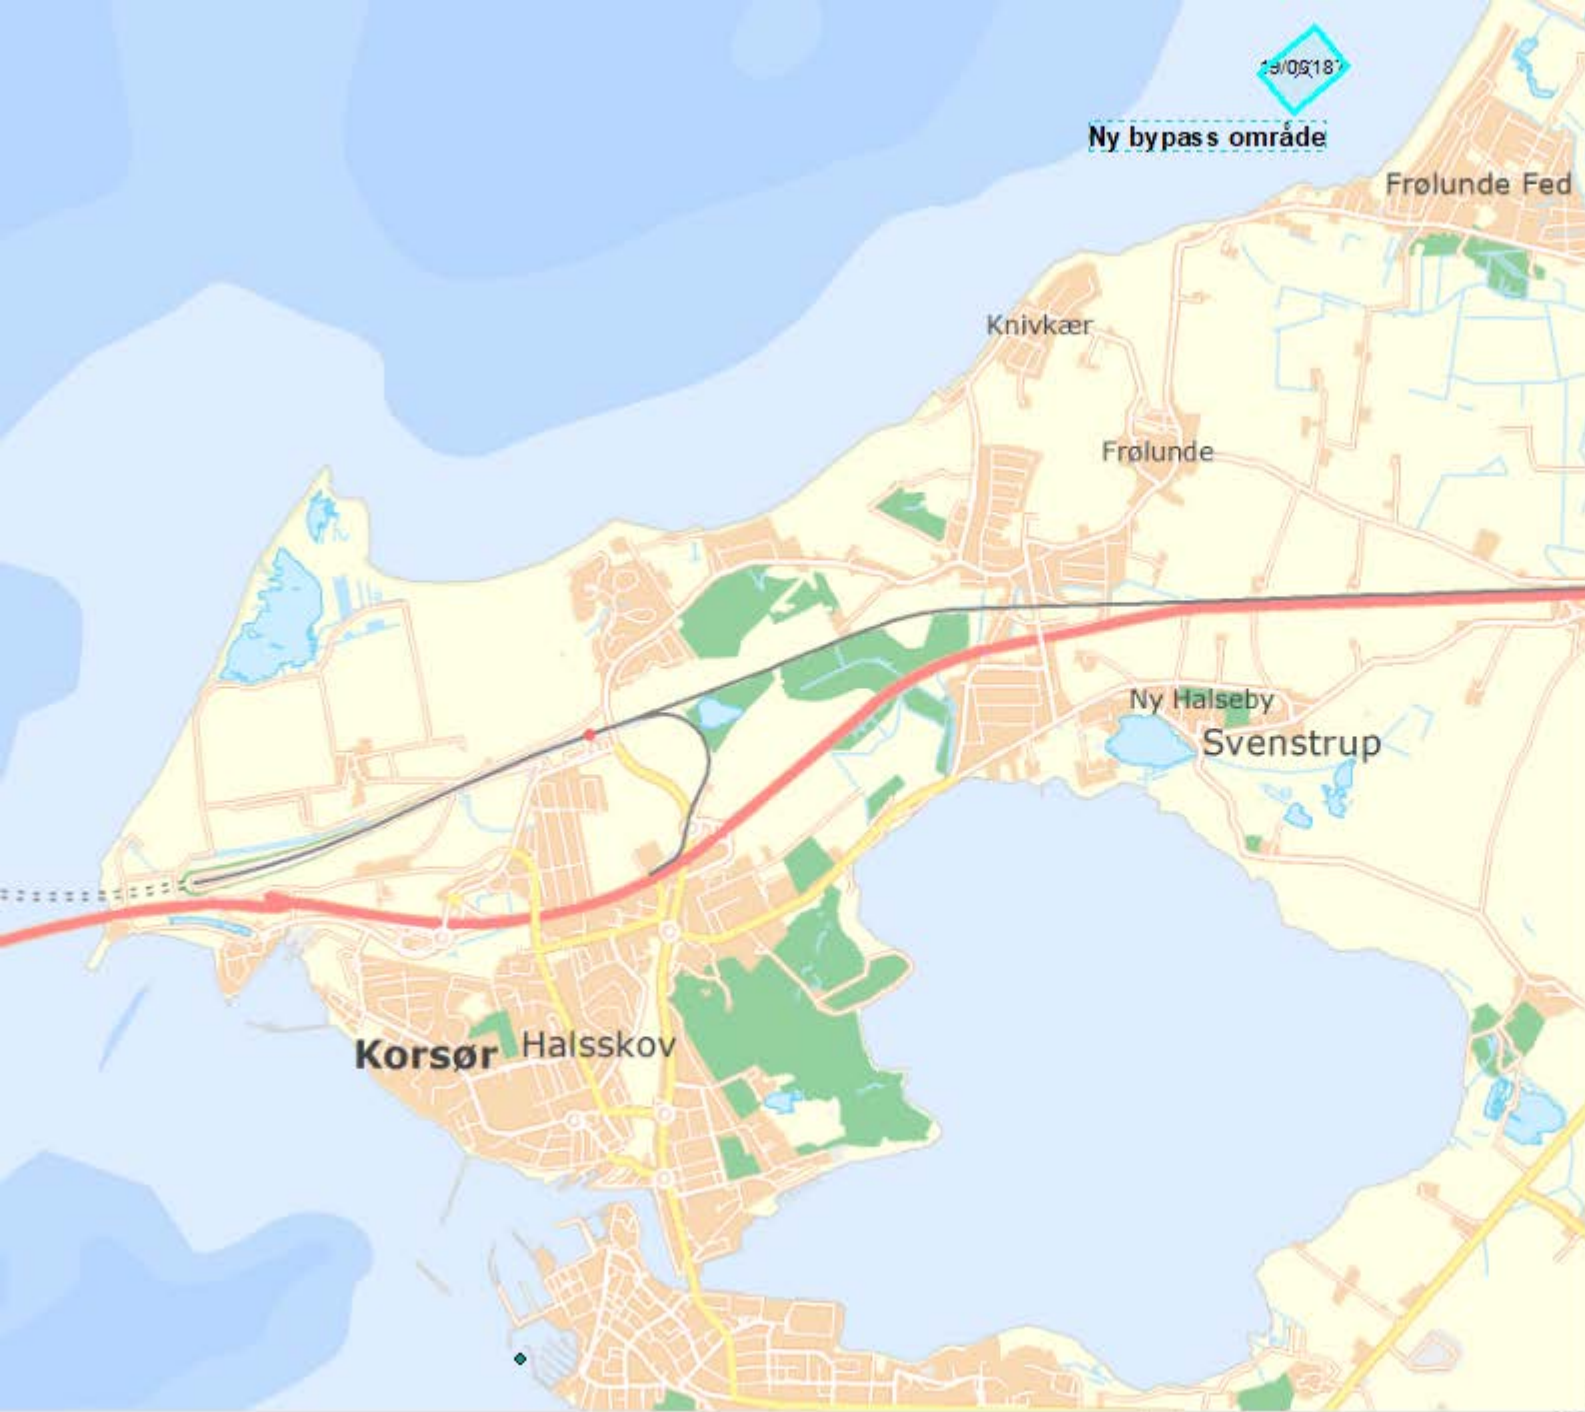 Ny bypass område
Frølunde Fed
Knivkær
Frølunde
Ny Halseby
Svenstrup
Korsør
Halsskov